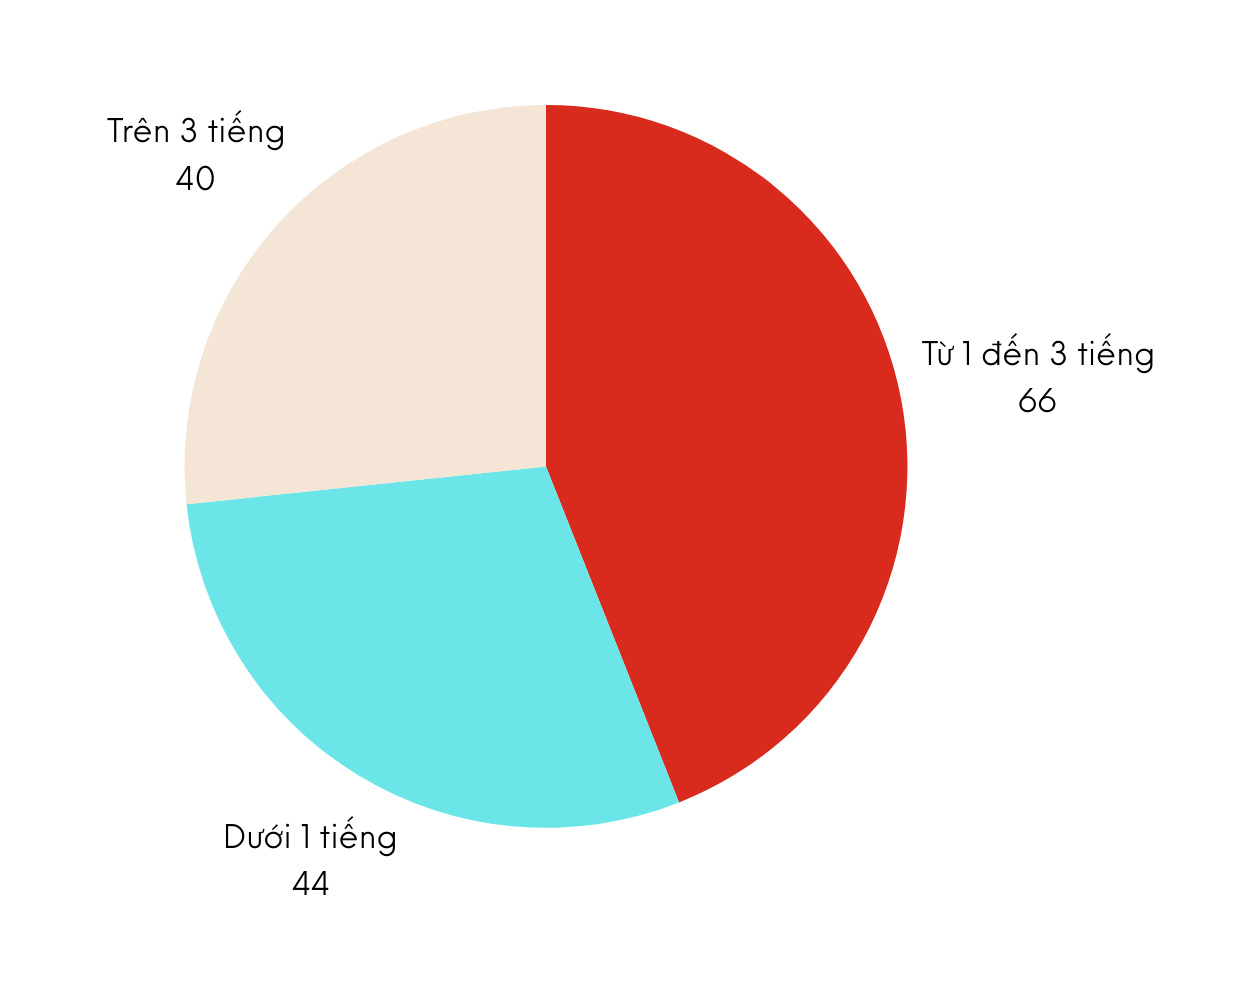 Trên 3 tiếng
40
Từ 1 đến 3 tiếng
66
Dưới 1 tiếng
44